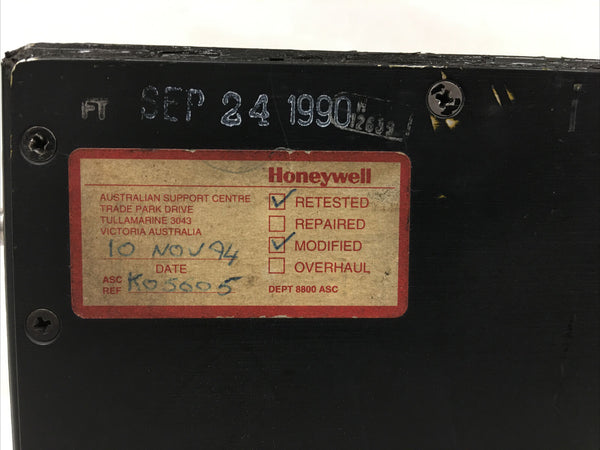 FT SEP 24 1990
12633
Honeywell
AUSTRALIAN SUPPORT CENTRE
TRADE PARK DRIVE
TULLAMARINE 3043
VICTORIA AUSTRALIA
10 NOV 94
DATE
ASC REF K05605
RETESTED
REPAIRED
MODIFIED
OVERHAUL
DEPT 8800 ASC